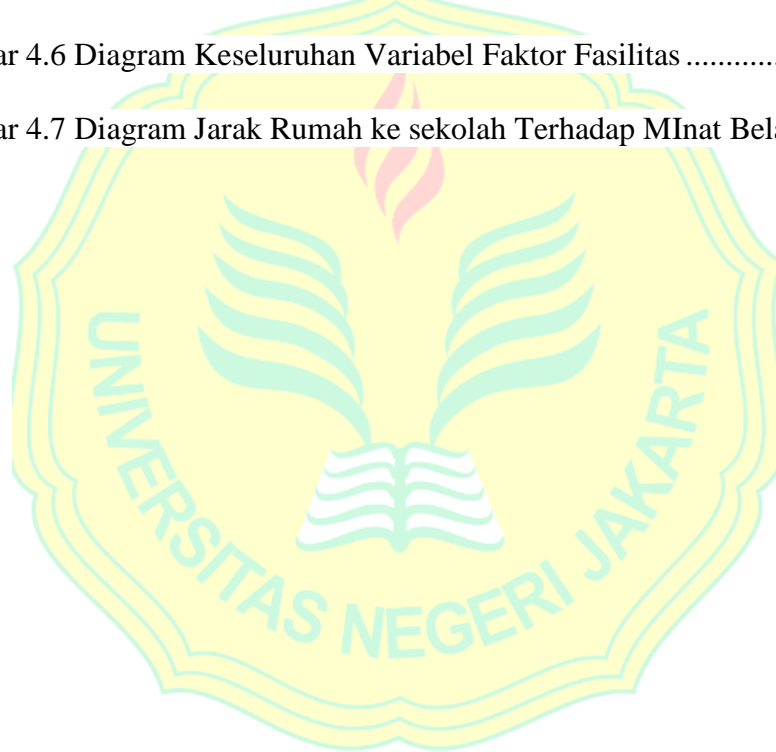 ar 4.6 Diagram Keseluruhan Variabel Faktor Fasilitas ............
ar 4.7 Diagram Jarak Rumah ke sekolah Terhadap MInat Bela
UNIVERSITAS NEGERI JAKARTA